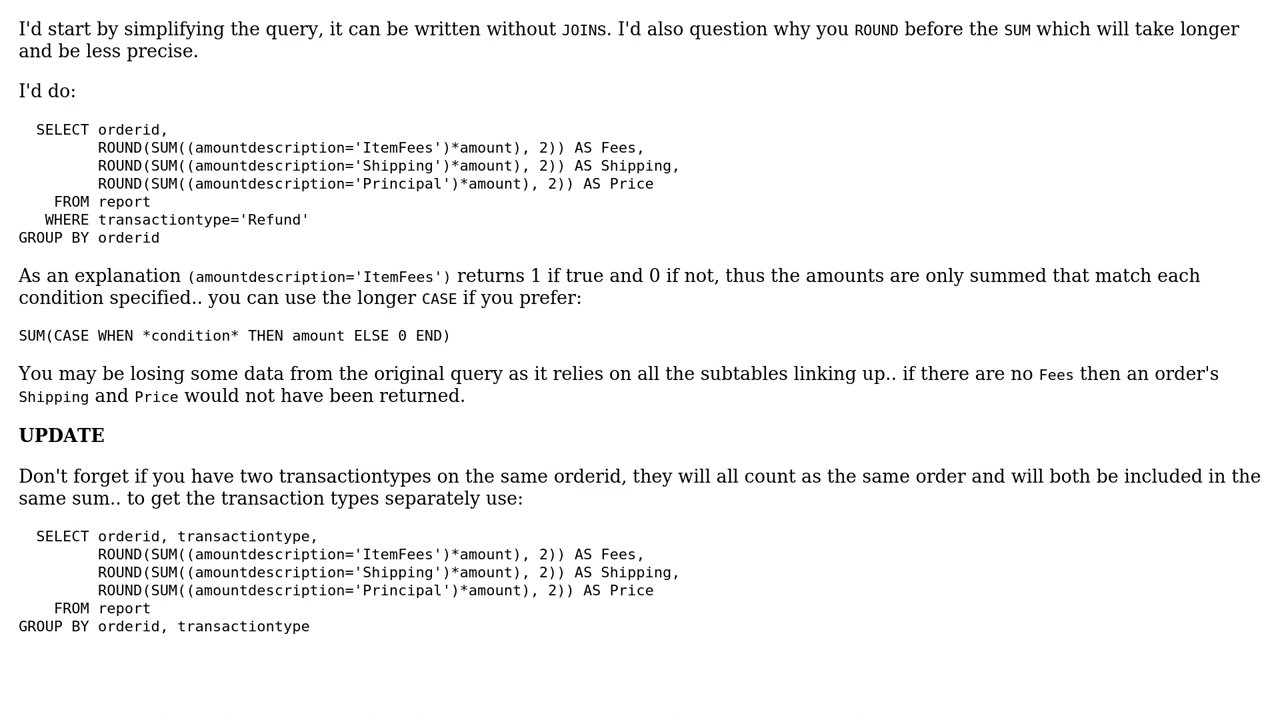 I'd start by simplifying the query, it can be written without JOINs. I'd also question why you ROUND before the SUM which will take longer
and be less precise.
I'd do:
  SELECT orderid,
         ROUND(SUM((amountdescription='ItemFees')*amount), 2)) AS Fees,
         ROUND(SUM((amountdescription='Shipping')*amount), 2)) AS Shipping,
         ROUND(SUM((amountdescription='Principal')*amount), 2)) AS Price
    FROM report
   WHERE transactiontype='Refund'
GROUP BY orderid
As an explanation (amountdescription='ItemFees') returns 1 if true and 0 if not, thus the amounts are only summed that match each
condition specified.. you can use the longer CASE if you prefer:
SUM(CASE WHEN *condition* THEN amount ELSE 0 END)
You may be losing some data from the original query as it relies on all the subtables linking up.. if there are no Fees then an order's
Shipping and Price would not have been returned.
UPDATE
Don't forget if you have two transactiontypes on the same orderid, they will all count as the same order and will both be included in the
same sum.. to get the transaction types separately use:
  SELECT orderid, transactiontype,
         ROUND(SUM((amountdescription='ItemFees')*amount), 2)) AS Fees,
         ROUND(SUM((amountdescription='Shipping')*amount), 2)) AS Shipping,
         ROUND(SUM((amountdescription='Principal')*amount), 2)) AS Price
    FROM report
GROUP BY orderid, transactiontype